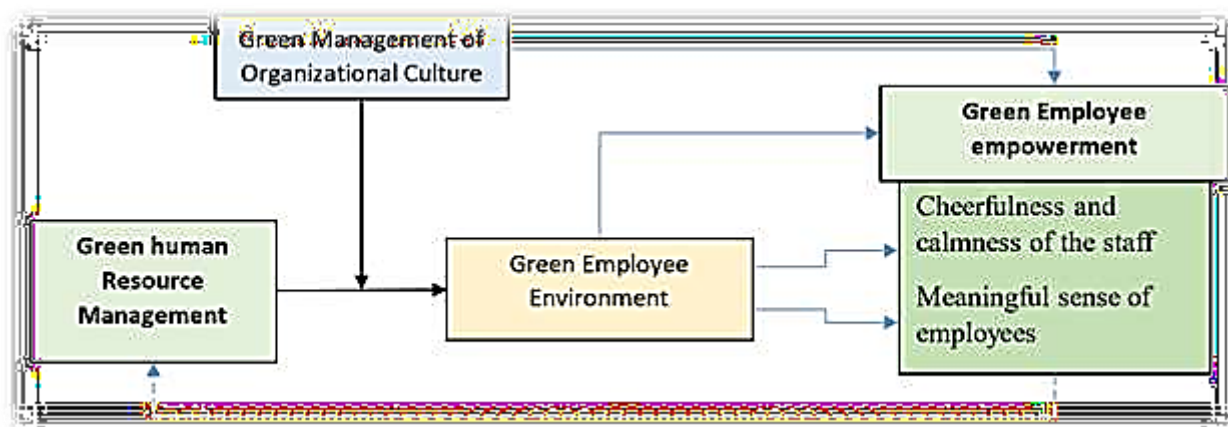 Green Management of
Organizational Culture
Green Employee
empowerment
Cheerfulness and
calmness of the staff
Meaningful sense of
employees
Green human
Resource
Management
Green Employee
Environment